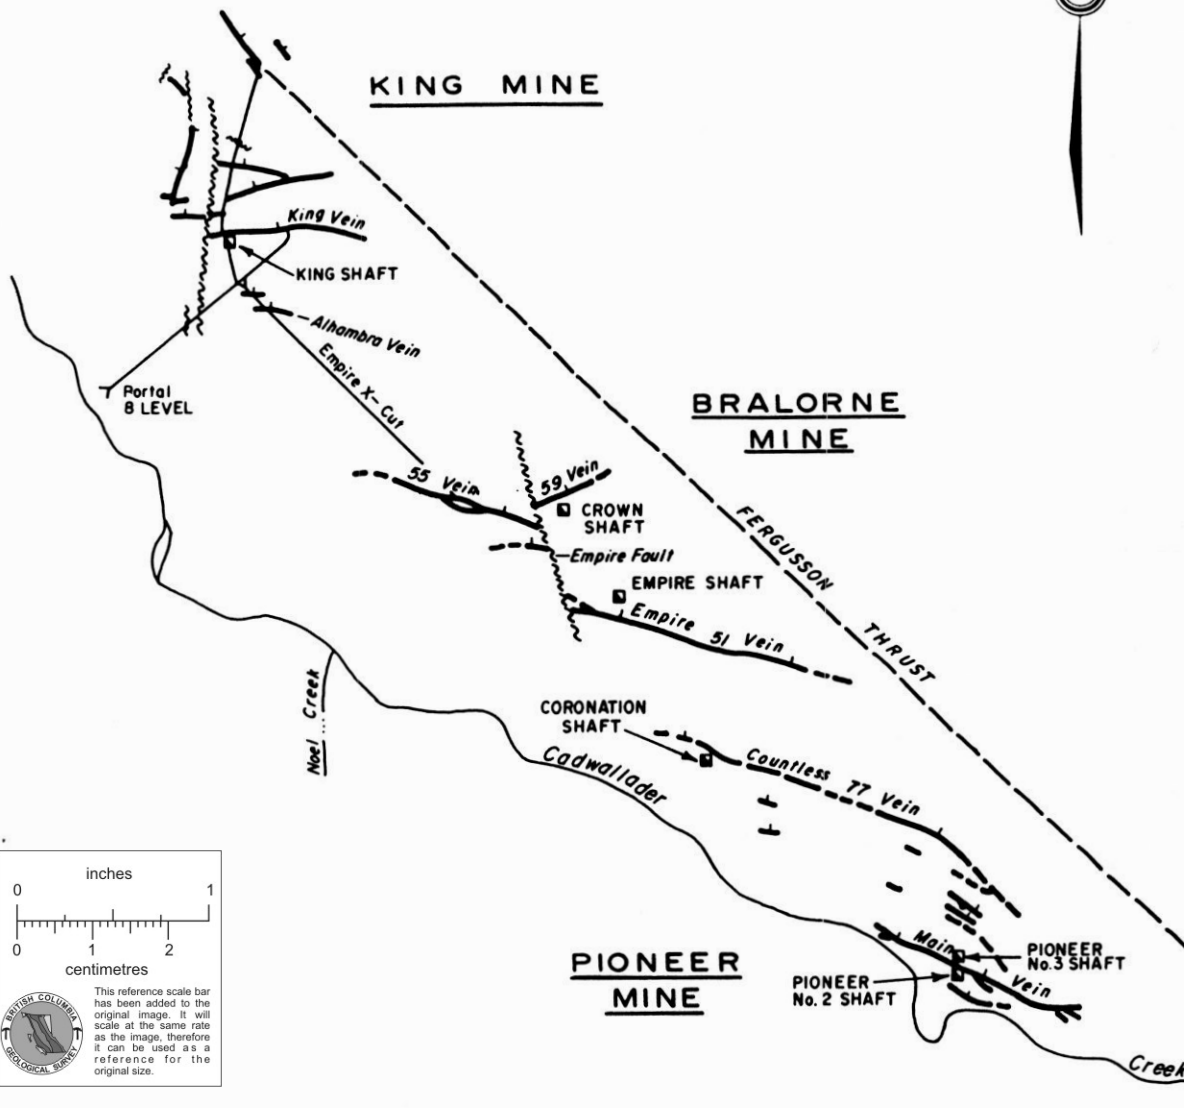 KING MINE
King Vein
KING SHAFT
Alhambra Vein
Empire X-Cut
Portal
8 LEVEL
BRALORNE
MINE
55 Vein
59 Vein
CROWN
SHAFT
Empire Fault
EMPIRE SHAFT
Empire 51 Vein
FERGUSSON THRUST
Noel Creek
CORONATION
SHAFT
Cadwallader
Countless 77 Vein
PIONEER
MINE
Main Vein
PIONEER
No.3 SHAFT
PIONEER
No. 2 SHAFT
Creek
inches
0 1
0 1 2
centimetres
BRITISH COLUMBIA
GEOLOGICAL SURVEY
This reference scale bar
has been added to the
original image. It will
scale at the same rate
as the image, therefore
it can be used as a
reference for the
original size.